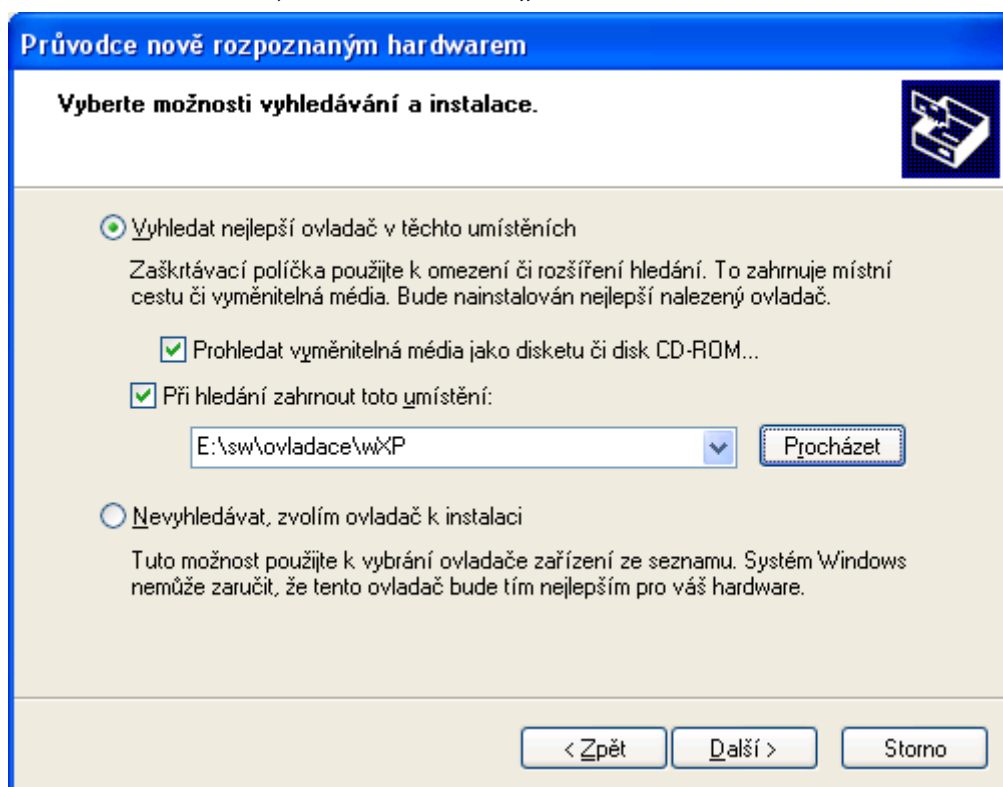 Průvodce nově rozpoznaným hardwarem
Vyberte možnosti vyhledávání a instalace.
Vyhledat nejlepší ovladač v těchto umístěních
Zaškrtávací políčka použijte k omezení či rozšíření hledání. To zahrnuje místní
cestu či vyměnitelná média. Bude nainstalován nejlepší nalezený ovladač.
Prohledat vyměnitelná média jako disketu či disk CD-ROM...
Při hledání zahrnout toto umístění:
E:\sw\ovladace\wXP
Procházet
Nevyhledávat, zvolím ovladač k instalaci
Tuto možnost použijte k vybrání ovladače zařízení ze seznamu. Systém Windows
nemůže zaručit, že tento ovladač bude tím nejlepším pro váš hardware.
< Zpět
Další >
Storno